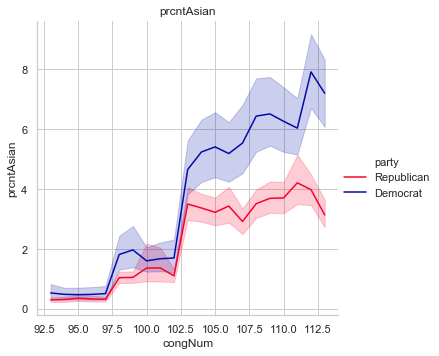 prcntAsian
prcntAsian
8
6
4
2
0
92.5 95.0 97.5 100.0 102.5 105.0 107.5 110.0 112.5
congNum
party
Republican
Democrat